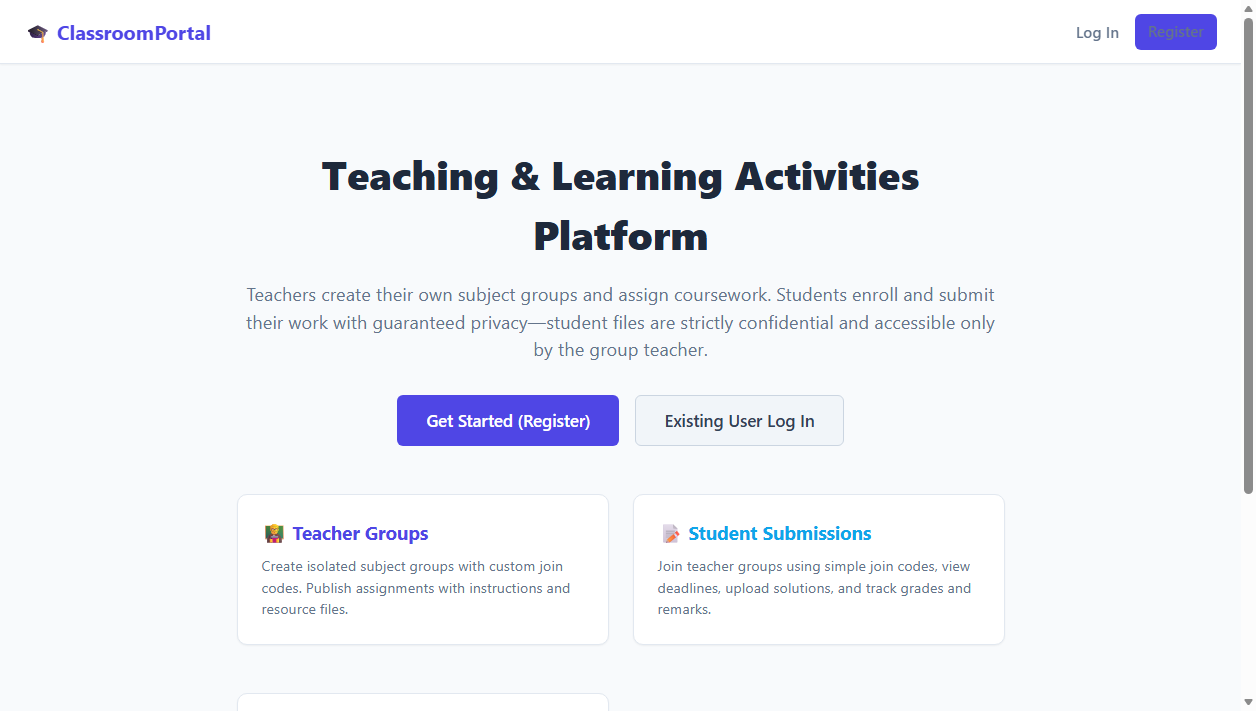 ClassroomPortal
Log In
Register
Teaching & Learning Activities
Platform
Teachers create their own subject groups and assign coursework. Students enroll and submit
their work with guaranteed privacy—student files are strictly confidential and accessible only
by the group teacher.
Get Started (Register)
Existing User Log In
Teacher Groups
Create isolated subject groups with custom join
codes. Publish assignments with instructions and
resource files.
Student Submissions
Join teacher groups using simple join codes, view
deadlines, upload solutions, and track grades and
remarks.